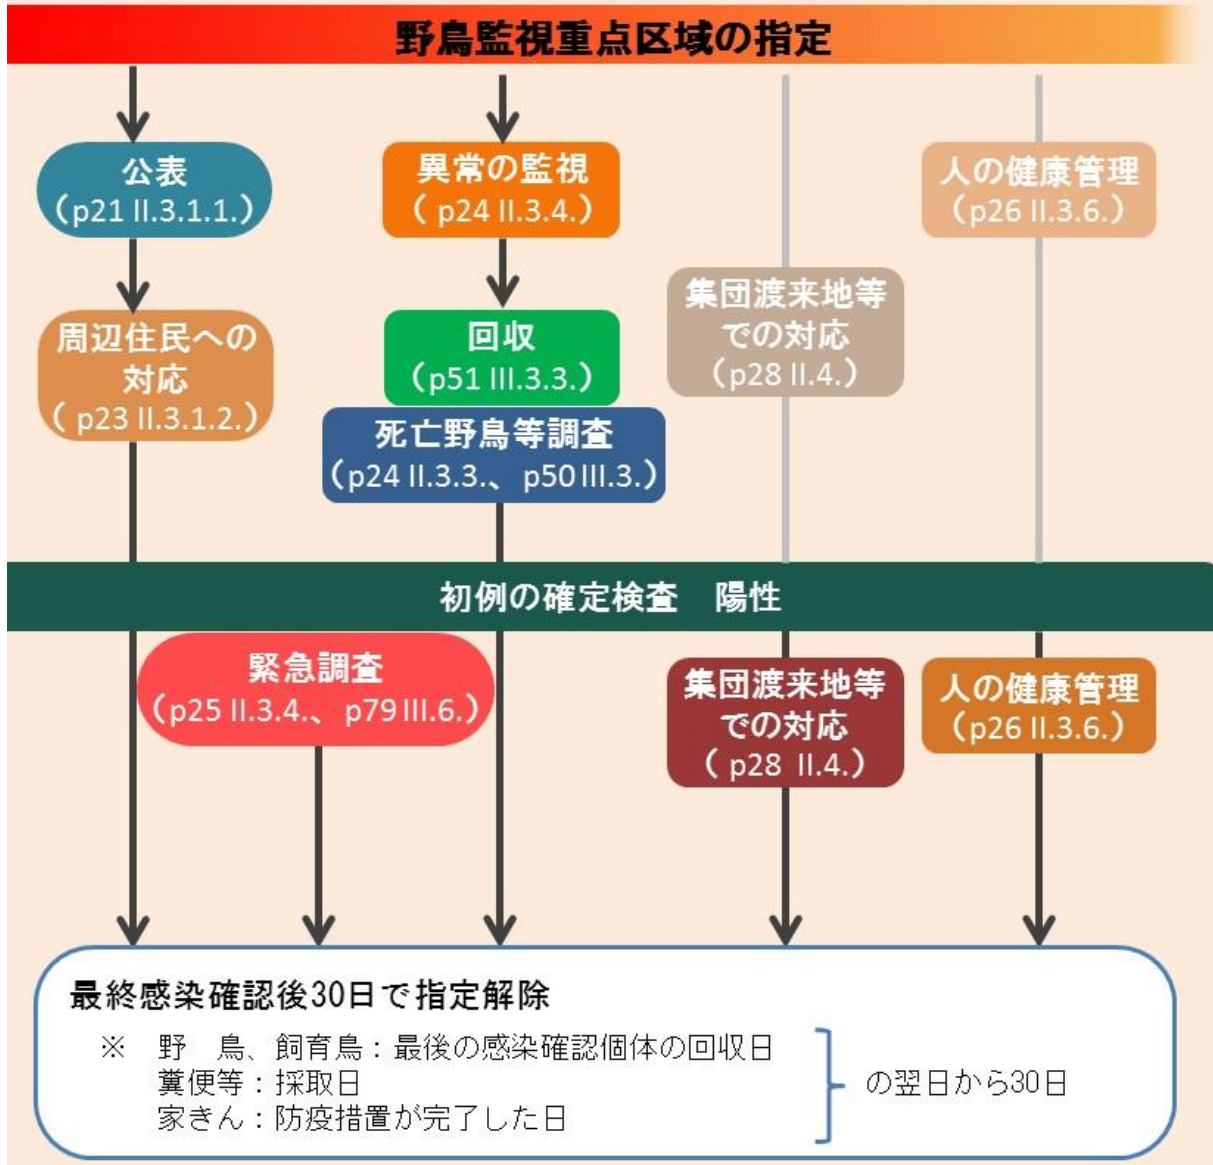 野鳥監視重点区域の指定
公表
（p21 II.3.1.1.）
異常の監視
（ p24 II.3.4.）
人の健康管理
（p26 II.3.6.）
集団渡来地等
での対応
（p28 II.4.）
周辺住民への
対応
（ p23 II.3.1.2.）
回収
（p51 III.3.3.）
死亡野鳥等調査
（p24 II.3.3.、 p50 III.3.）
初例の確定検査　陽性
緊急調査
（p25 II.3.4.、 p79 III.6.）
集団渡来地等
での対応
（ p28 II.4.）
人の健康管理
（p26 II.3.6.）
最終感染確認後30日で指定解除
※　野　鳥、飼育鳥：最後の感染確認個体の回収日
糞便等：採取日
家きん：防疫措置が完了した日
の翌日から30日